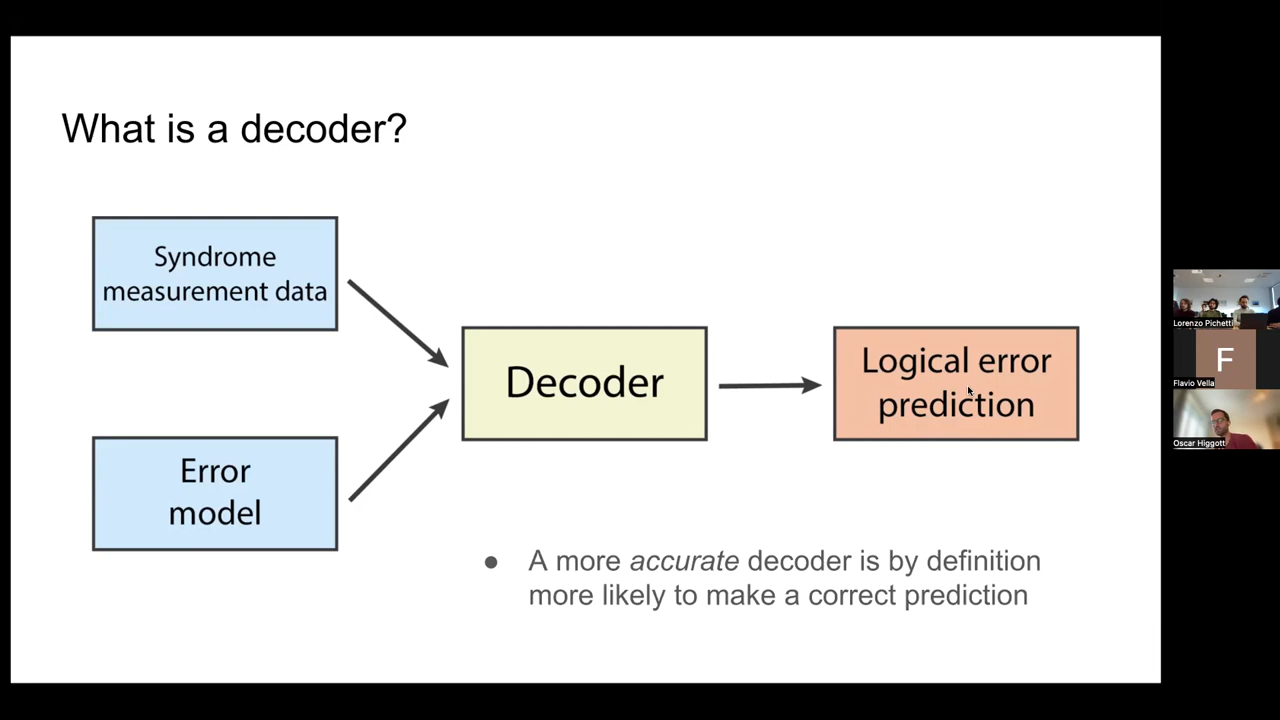 What is a decoder?
Syndrome
measurement data
Error
model
Decoder
Logical error
prediction
● A more accurate decoder is by definition
more likely to make a correct prediction
Lorenzo Pichetti
F
Flavio Vella
Oscar Higgott